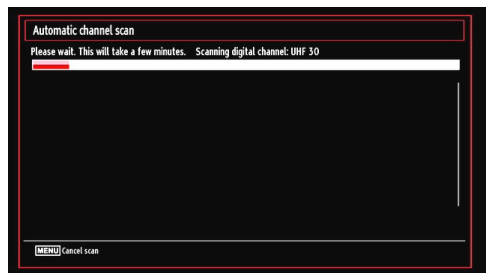 Automatic channel scan
Please wait. This will take a few minutes. Scanning digital channel: UHF 30
MENU Cancel scan